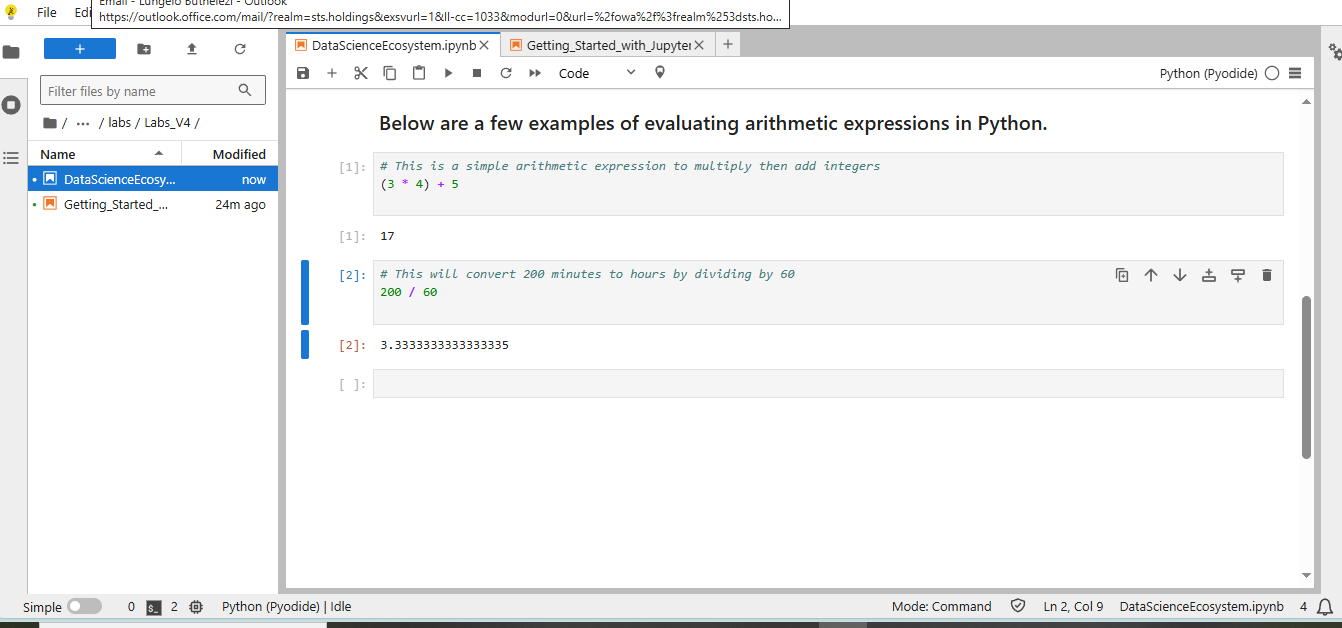 Email - Lungelo Buthelezi - Outlook
https://outlook.office.com/mail/?realm=sts.holdings&exsvurl=1&ll-cc=1033&modurl=0&url=%2fowa%2f%3frealm%253dsts.ho...
File Edi
+
Filter files by name
/ ... / labs / Labs_V4 /
Name Modified
DataScienceEcosy... now
Getting_Started_... 24m ago
DataScienceEcosystem.ipynb Getting_Started_with_Jupyter +
Code Python (Pyodide)
Below are a few examples of evaluating arithmetic expressions in Python.
[1]: # This is a simple arithmetic expression to multiply then add integers
(3 * 4) + 5
[1]: 17
[2]: # This will convert 200 minutes to hours by dividing by 60
200 / 60
[2]: 3.3333333333333335
[ ]:
Simple 0 $_ 2 Python (Pyodide) | Idle Mode: Command Ln 2, Col 9 DataScienceEcosystem.ipynb 4